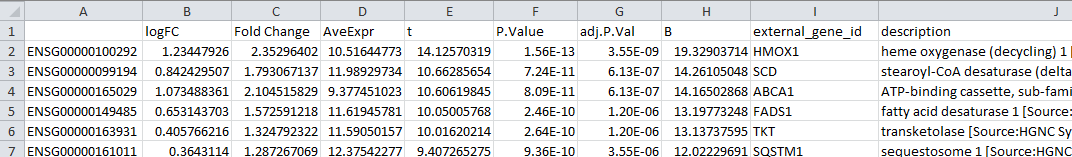 A B C D E F G H I J
1 logFC Fold Change AveExpr t P.Value adj.P.Val B external_gene_id description
2 ENSG00000100292 1.23447926 2.35296402 10.51644773 14.12570319 1.56E-13 3.55E-09 19.32903714 HMOX1 heme oxygenase (decycling) 1 [
3 ENSG00000099194 0.842429507 1.793067137 11.98929734 10.66285654 7.24E-11 6.13E-07 14.26105048 SCD stearoyl-CoA desaturase (delta
4 ENSG00000165029 1.073488361 2.104515829 9.377451023 10.60619845 8.09E-11 6.13E-07 14.16502868 ABCA1 ATP-binding cassette, sub-fami
5 ENSG00000149485 0.653143703 1.572591218 11.61945781 10.05005768 2.46E-10 1.20E-06 13.19773248 FADS1 fatty acid desaturase 1 [Source:
6 ENSG00000163931 0.405766216 1.324792322 11.59050157 10.01620214 2.64E-10 1.20E-06 13.13737595 TKT transketolase [Source:HGNC Sy
7 ENSG00000161011 0.3643114 1.287267069 12.37542277 9.407265275 9.36E-10 3.55E-06 12.02229691 SQSTM1 sequestosome 1 [Source:HGNC